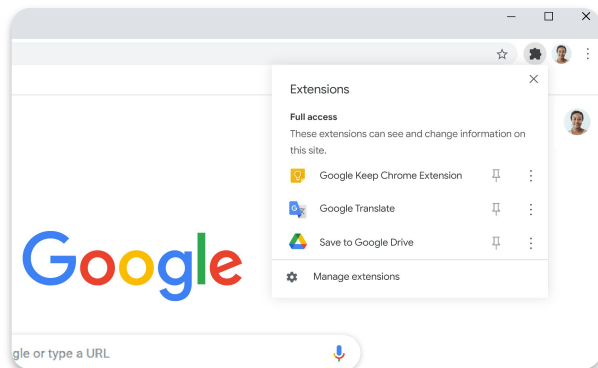 Extensions
Full access
These extensions can see and change information on
this site.
Google Keep Chrome Extension
Google Translate
Save to Google Drive
Manage extensions
Google
gle or type a URL